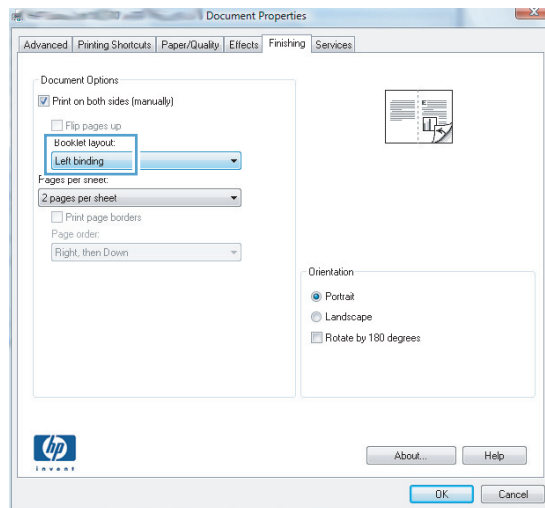 Document Properties
Advanced Printing Shortcuts Paper/Quality Effects Finishing Services
Document Options
Print on both sides (manually)
Flip pages up
Booklet layout:
Left binding
Pages per sheet:
2 pages per sheet
Print page borders
Page order:
Right, then Down
Orientation
Portrait
Landscape
Rotate by 180 degrees
hp
invent
About... Help
OK Cancel